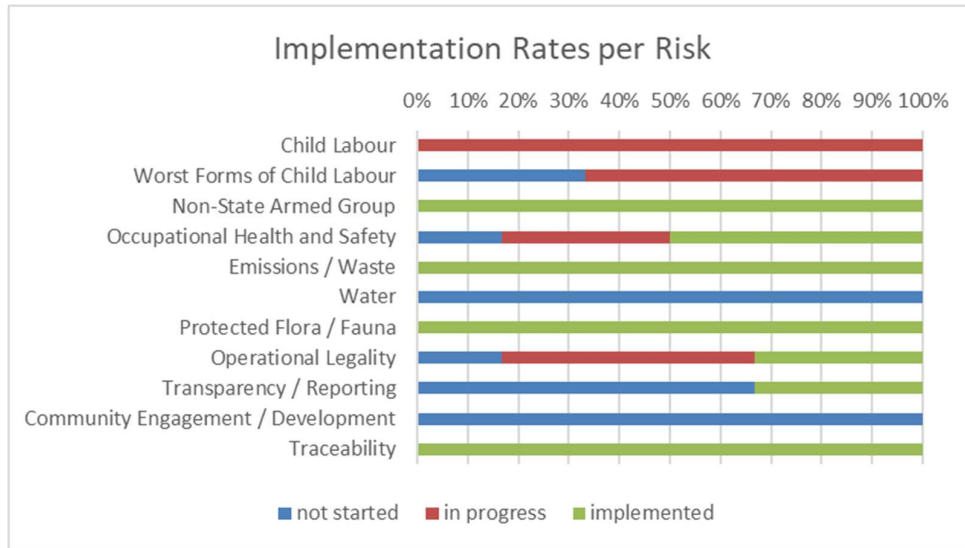 Implementation Rates per Risk
0% 10% 20% 30% 40% 50% 60% 70% 80% 90% 100%
Child Labour
Worst Forms of Child Labour
Non-State Armed Group
Occupational Health and Safety
Emissions / Waste
Water
Protected Flora / Fauna
Operational Legality
Transparency / Reporting
Community Engagement / Development
Traceability
not started in progress implemented